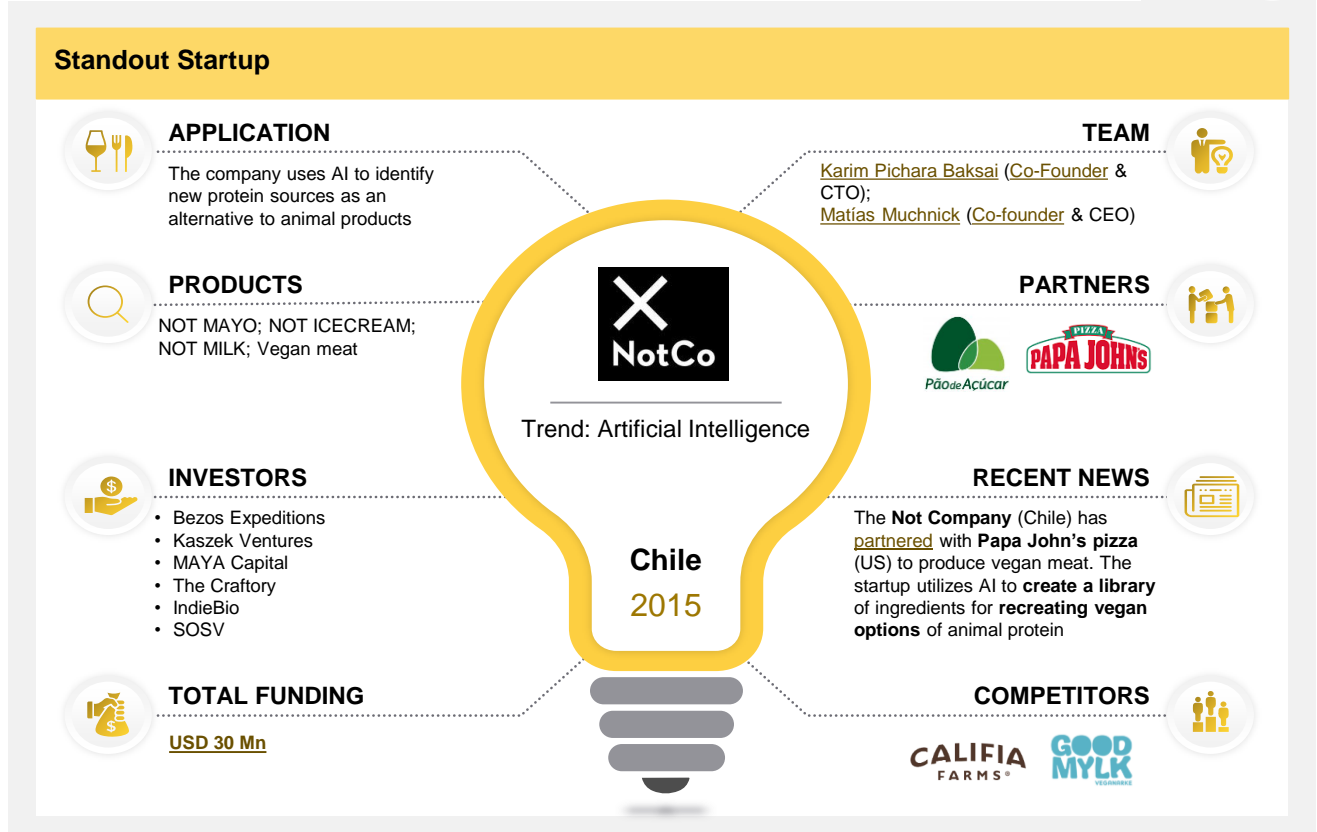 Standout Startup
APPLICATION
The company uses AI to identify
new protein sources as an
alternative to animal products
PRODUCTS
NOT MAYO; NOT ICECREAM;
NOT MILK; Vegan meat
INVESTORS
• Bezos Expeditions
• Kaszek Ventures
• MAYA Capital
• The Craftory
• IndieBio
• SOSV
TOTAL FUNDING
USD 30 Mn
NotCo
Trend: Artificial Intelligence
Chile
2015
TEAM
Karim Pichara Baksai (Co-Founder &
CTO);
Matías Muchnick (Co-founder & CEO)
PARTNERS
Pão de Açúcar
PIZZA
PAPA JOHN'S
RECENT NEWS
The Not Company (Chile) has
partnered with Papa John's pizza
(US) to produce vegan meat. The
startup utilizes AI to create a library
of ingredients for recreating vegan
options of animal protein
COMPETITORS
CALIFIA
FARMS®
GOOD
MYLK
VEGANARKE